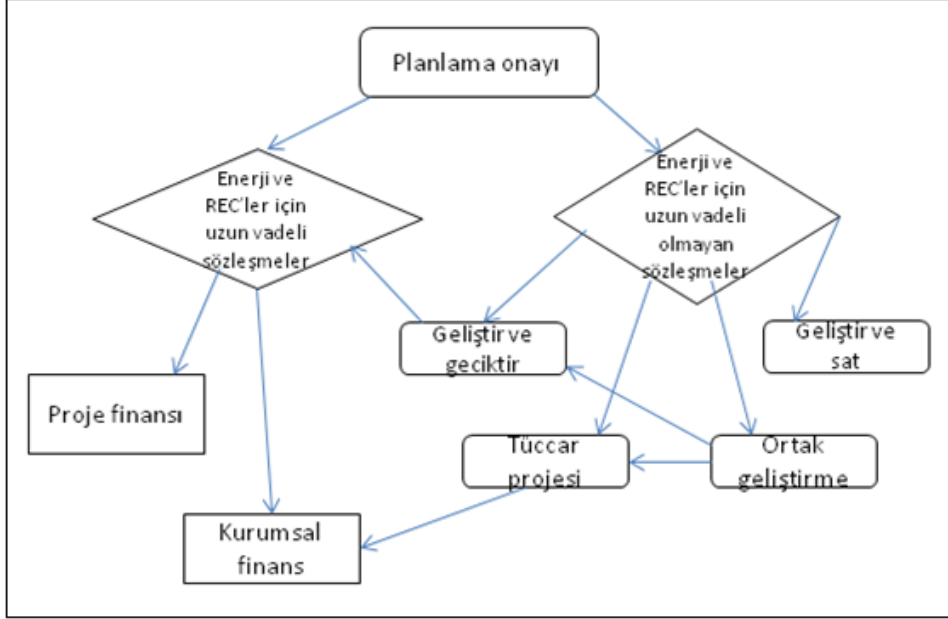 Planlama onayı
Enerji ve
REC'ler için
uzun vadeli
sözleşmeler
Enerji ve
REC'ler için
uzun vadeli
olmayan
sözleşmeler
Geliştir ve
geciktir
Geliştir ve
sat
Proje finansı
Tüccar
projesi
Ortak
geliştirme
Kurumsal
finans